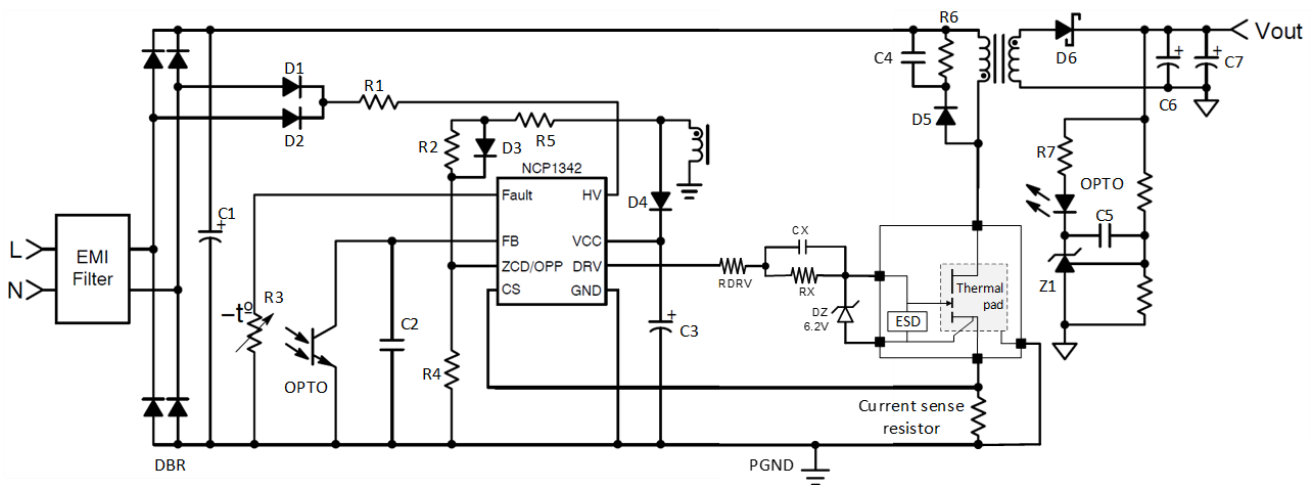 R6
Vout
C4
D6
C7
C6
D1
R1
D2
D5
R2
D3
R5
NCP1342
R7
OPTO
Fault
HV
D4
C5
C1
L
EMI
Filter
N
FB
VCC
ZCD/OPP
DRV
CS
GND
CX
RDRV
RX
Thermal
pad
Z1
DZ
6.2V
ESD
–tº
R3
C2
C3
OPTO
R4
Current sense
resistor
DBR
PGND
+
+
+
+